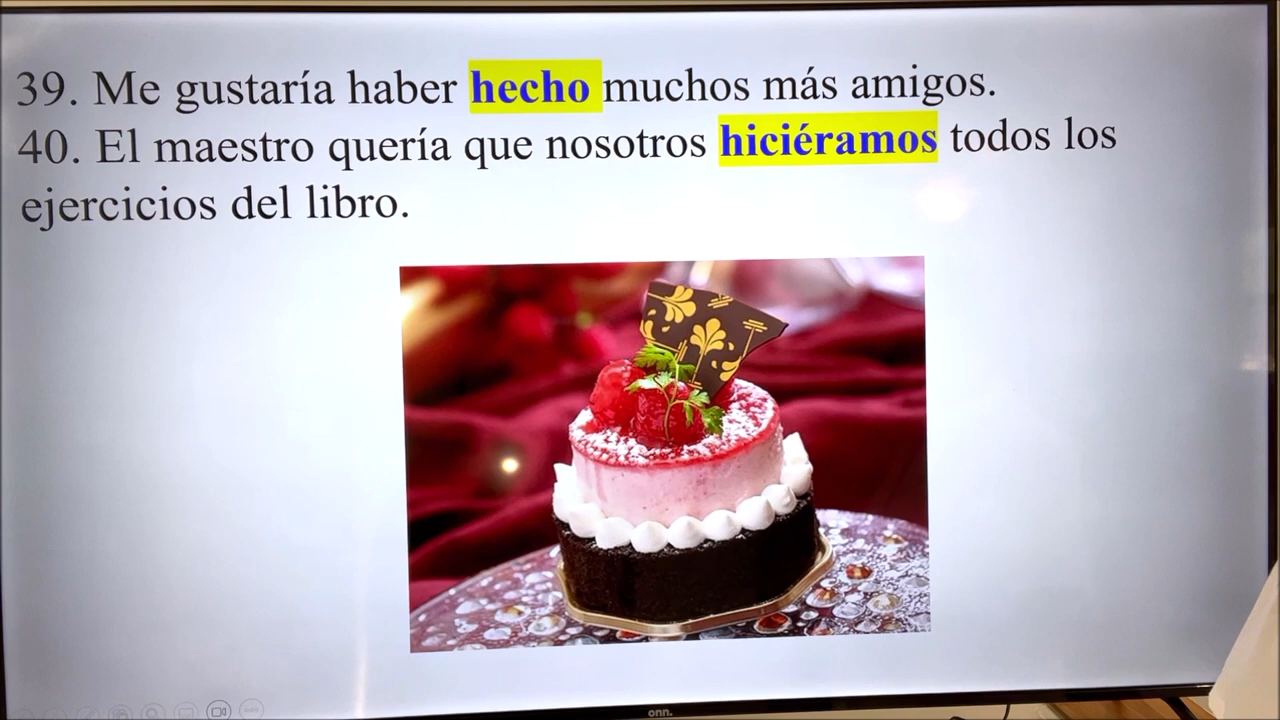 39. Me gustaría haber hecho muchos más amigos.
40. El maestro quería que nosotros hiciéramos todos los
ejercicios del libro.
onn.